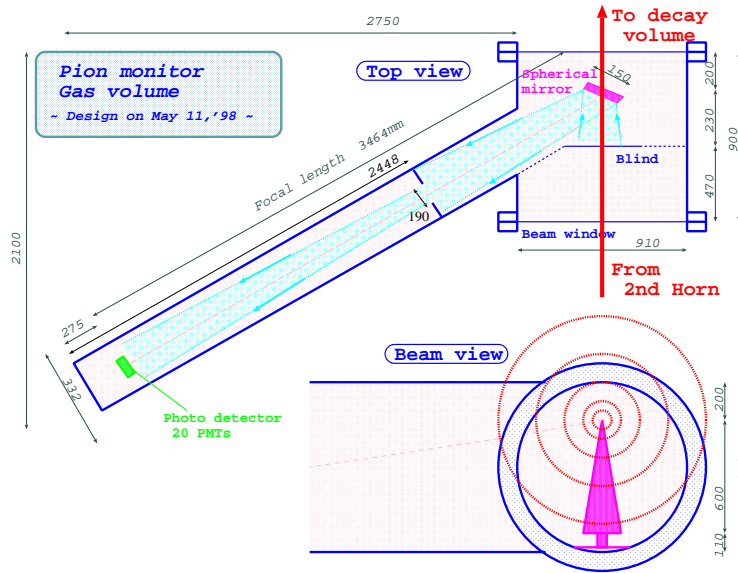 2750
To decay
volume
Pion monitor
Gas volume
~ Design on May 11,'98 ~
Top view
Spherical
mirror
150
200
230
900
470
Blind
Focal length 3464mm
2448
190
Beam window
910
2100
From
2nd Horn
275
332
Photo detector
20 PMTs
Beam view
200
600
110